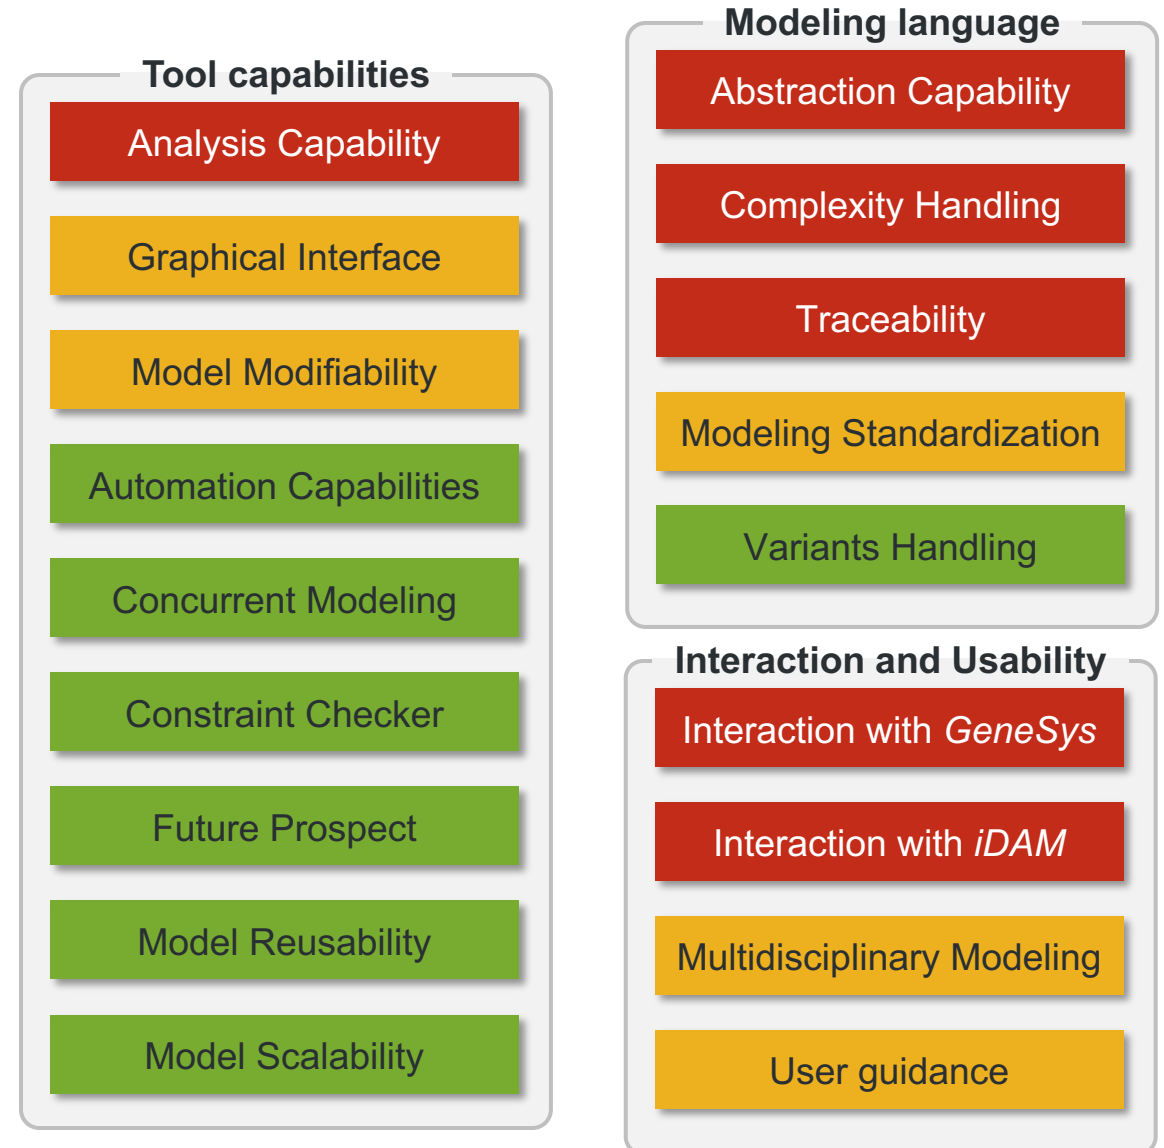 Tool capabilities
Analysis Capability
Graphical Interface
Model Modifiability
Automation Capabilities
Concurrent Modeling
Constraint Checker
Future Prospect
Model Reusability
Model Scalability
Modeling language
Abstraction Capability
Complexity Handling
Traceability
Modeling Standardization
Variants Handling
Interaction and Usability
Interaction with GeneSys
Interaction with iDAM
Multidisciplinary Modeling
User guidance